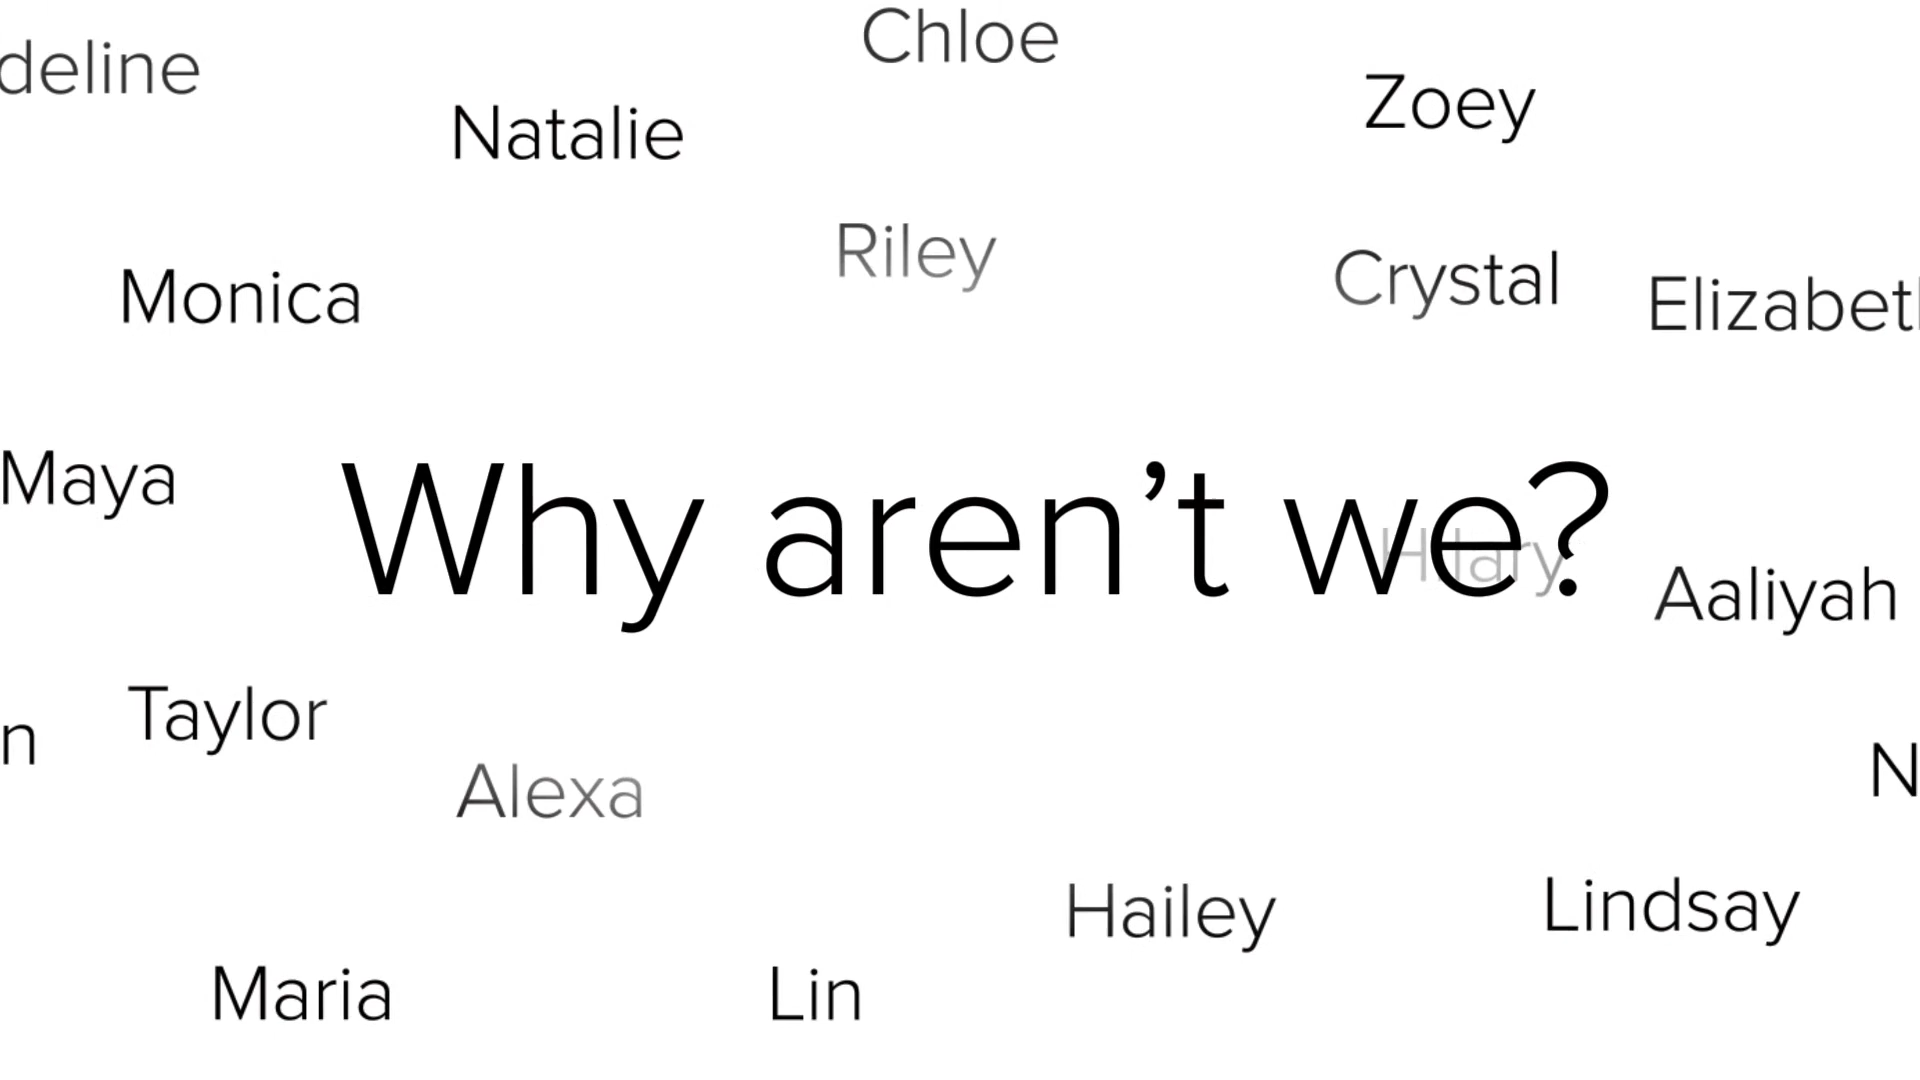 deline
Chloe
Natalie
Zoey
Riley
Monica
Crystal
Elizabet
Maya
Why aren’t we?
Hilary
Aaliyah
Taylor
n
Alexa
N
Hailey
Lindsay
Maria
Lin